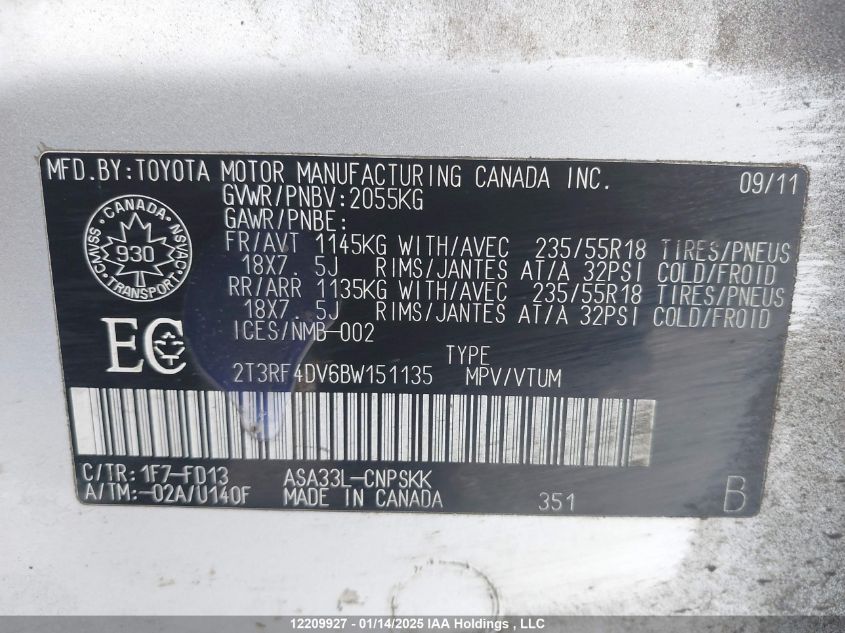 MFD.BY:TOYOTA MOTOR MANUFACTURING CANADA INC. 09/11
GVWR/PNBV:2055KG
GAWR/PNBE:
FR/AVT 1145KG WITH/AVEC 235/55R18 TIRES/PNEUS
18X7.5J RIMS/JANTES AT/A 32PSI COLD/FROID
RR/ARR 1135KG WITH/AVEC 235/55R18 TIRES/PNEUS
18X7.5J RIMS/JANTES AT/A 32PSI COLD/FROID
ICES/NMB-002
CANADA
CMVSS 930 NSVAC
TRANSPORT
EC
TYPE
2T3RF4DV6BW151135 MPV/VTUM
C/TR:1F7-FD13 ASA33L-CNPSKK
A/TM:-02A/U140F MADE IN CANADA 351 B
12209927 - 01/14/2025 IAA Holdings , LLC